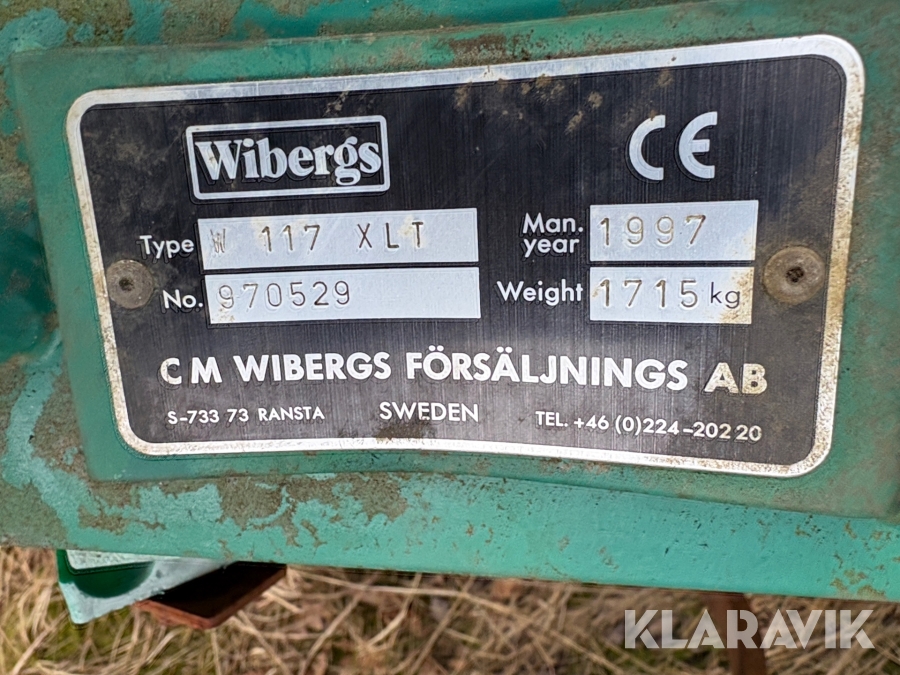 Wibergs
CE
Type W 117 XLT
Man. year 1997
No. 970529
Weight 1715 kg
C M WIBERGS FÖRSÄLJNINGS AB
S-733 73 RANSTA SWEDEN TEL. +46 (0)224-202 20
KLARAVIK